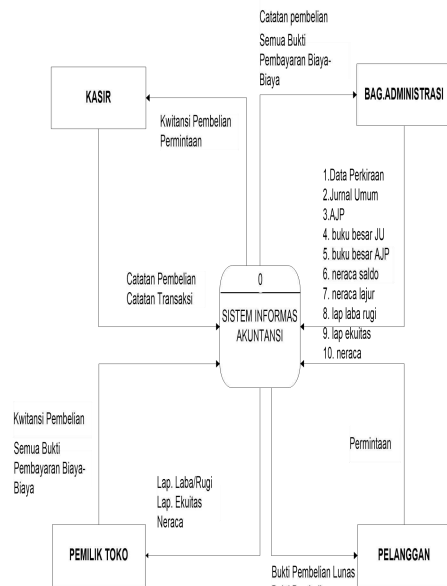 Catatan pembelian
Semua Bukti
Pembayaran Biaya-
Biaya
KASIR
BAG.ADMINISTRASI
Kwitansi Pembelian
Permintaan
1.Data Perkiraan
2.Jurnal Umum
3.AJP
4. buku besar JU
5. buku besar AJP
6. neraca saldo
7. neraca lajur
8. lap laba rugi
9. lap ekuitas
10. neraca
Catatan Pembelian
Catatan Transaksi
0
SISTEM INFORMAS
AKUNTANSI
Kwitansi Pembelian
Semua Bukti
Pembayaran Biaya-
Biaya
Permintaan
Lap. Laba/Rugi
Lap. Ekuitas
Neraca
PEMILIK TOKO
Bukti Pembelian Lunas
PELANGGAN